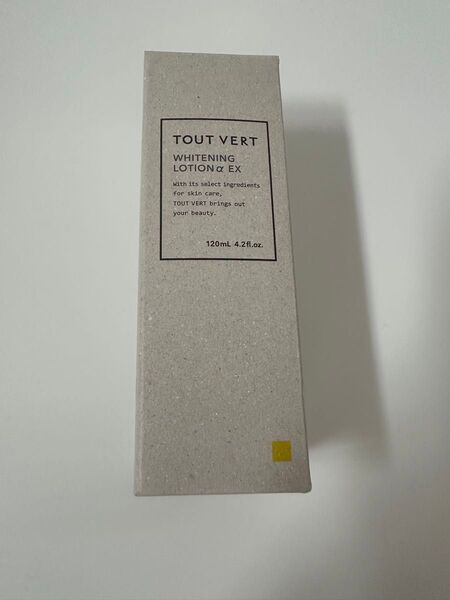 TOUT VERT
WHITENING
LOTION α EX
With its select ingredients
for skin care,
TOUT VERT brings out
your beauty.
120mL 4.2fl.oz.